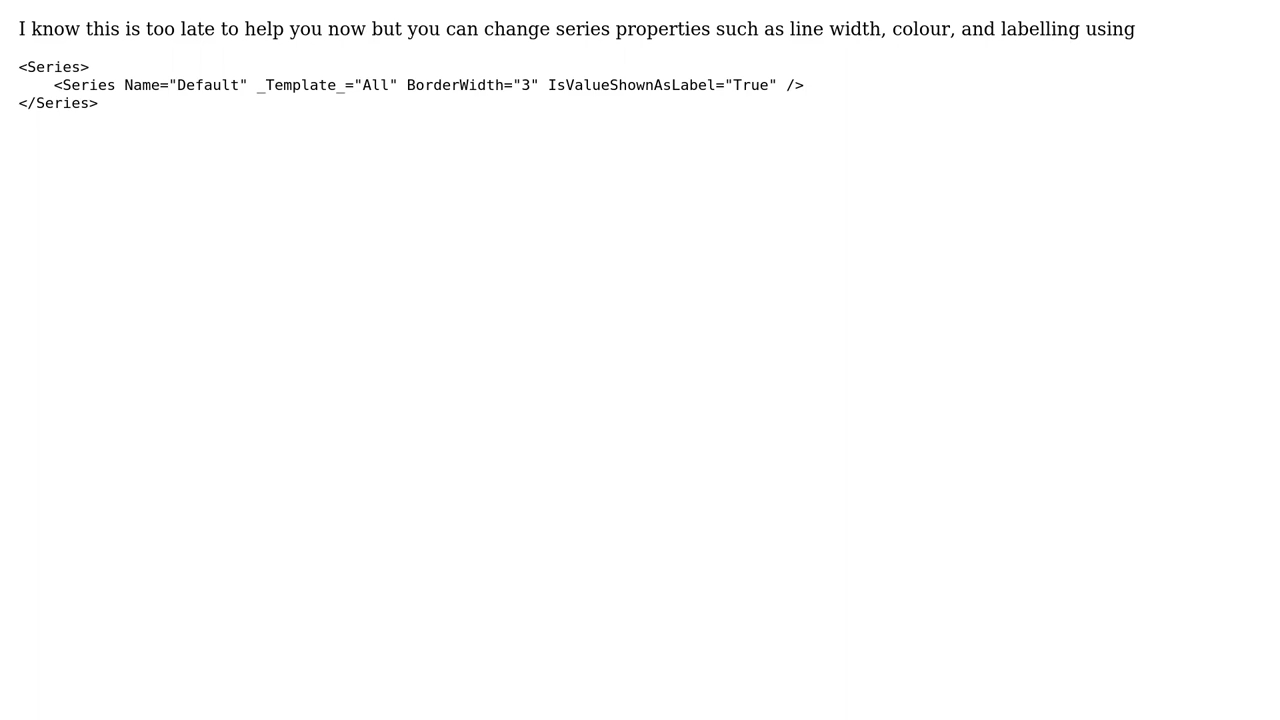 I know this is too late to help you now but you can change series properties such as line width, colour, and labelling using
<Series>
    <Series Name="Default" _Template_="All" BorderWidth="3" IsValueShownAsLabel="True" />
</Series>